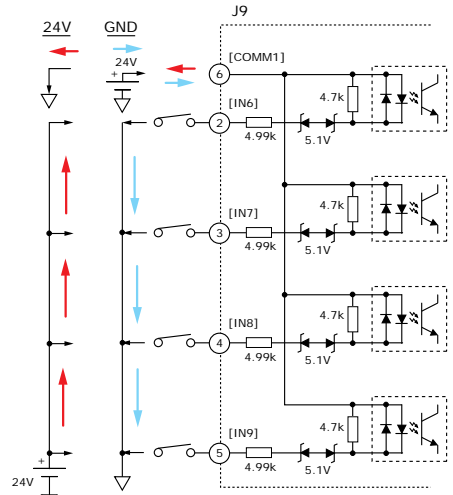 J9
24V GND
24V
+
6 [COMM1]
4.7k
[IN6]
2
4.99k
5.1V
4.7k
[IN7]
3
4.99k
5.1V
4.7k
[IN8]
4
4.99k
5.1V
4.7k
[IN9]
5
4.99k
5.1V
+
24V